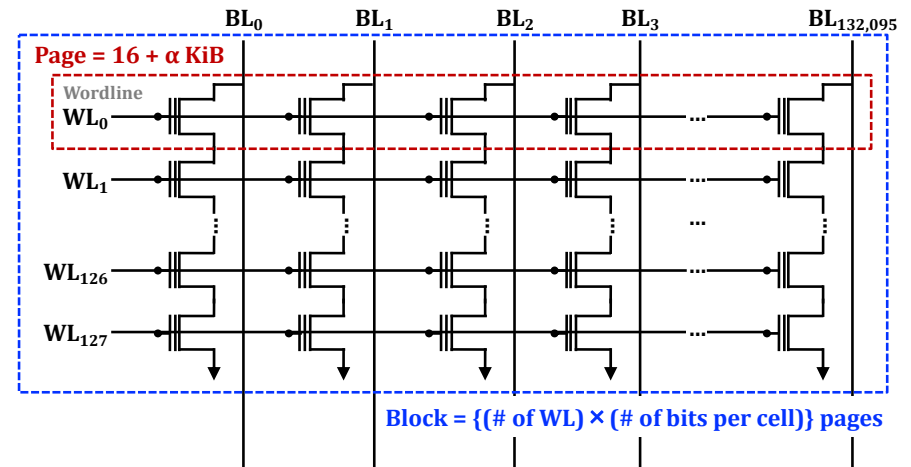 BL₀ BL₁ BL₂ BL₃ BL₁₃₂,₀₉₅
Page = 16 + α KiB
Wordline
WL₀ ...
WL₁ ...
... ... ... ... ... ...
WL₁₂₆ ...
WL₁₂₇ ...
Block = {(# of WL) × (# of bits per cell)} pages